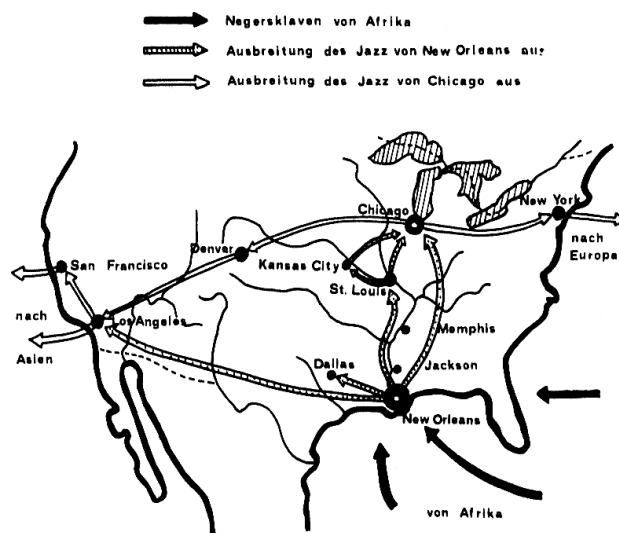 Negersklaven von Afrika
Ausbreitung des Jazz von New Orleans aus
Ausbreitung des Jazz von Chicago aus
New York
Chicago
nach
Europa
Denver
San Francisco
Kansas City
St. Louis
nach
Los Angeles
Memphis
Asien
Dallas
Jackson
New Orleans
von Afrika